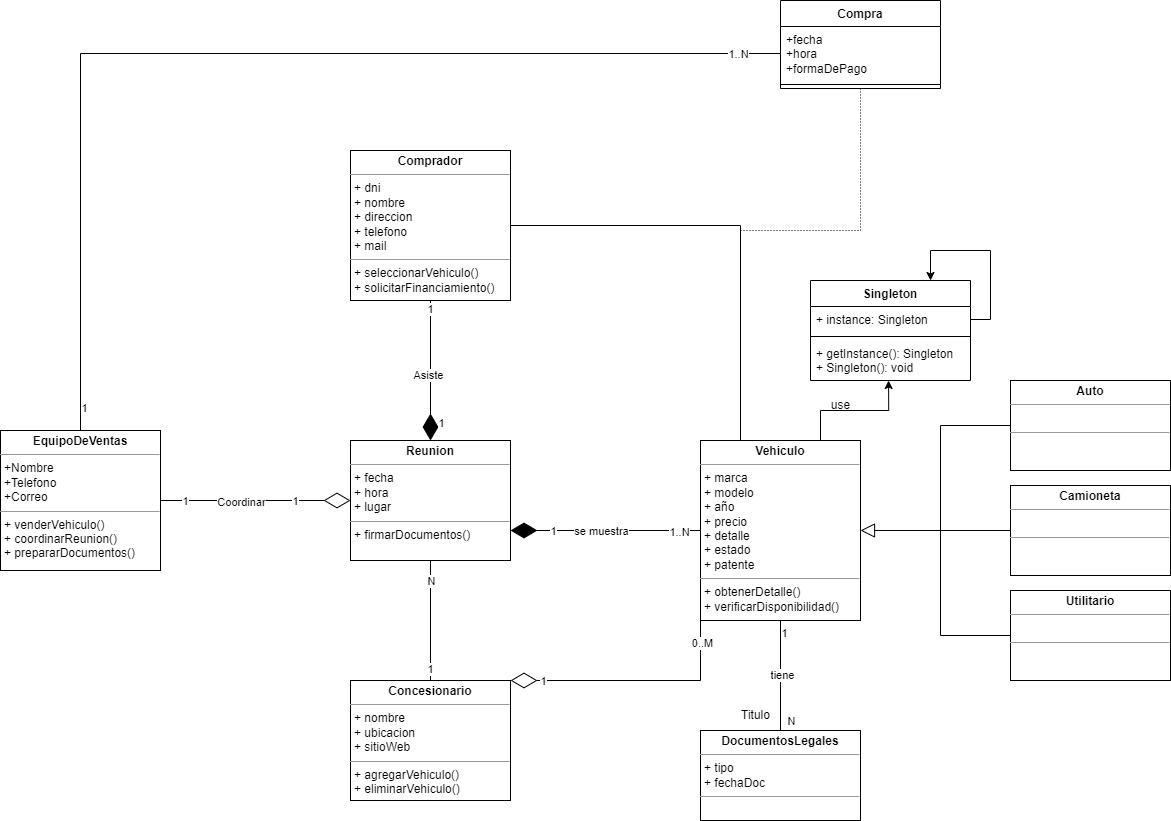 Compra
+fecha
+hora
+formaDePago
1..N
Comprador
+ dni
+ nombre
+ direccion
+ telefono
+ mail
+ seleccionarVehiculo()
+ solicitarFinanciamiento()
1
Asiste
1
Singleton
+ instance: Singleton
+ getInstance(): Singleton
+ Singleton(): void
use
1
EquipoDeVentas
+Nombre
+Telefono
+Correo
+ venderVehiculo()
+ coordinarReunion()
+ prepararDocumentos()
1
Coordinar
1
Reunion
+ fecha
+ hora
+ lugar
+ firmarDocumentos()
1
se muestra
1..N
Vehiculo
+ marca
+ modelo
+ año
+ precio
+ detalle
+ estado
+ patente
+ obtenerDetalle()
+ verificarDisponibilidad()
Auto
Camioneta
Utilitario
N
1
0..M
1
Concesionario
+ nombre
+ ubicacion
+ sitioWeb
+ agregarVehiculo()
+ eliminarVehiculo()
1
tiene
Titulo
N
DocumentosLegales
+ tipo
+ fechaDoc